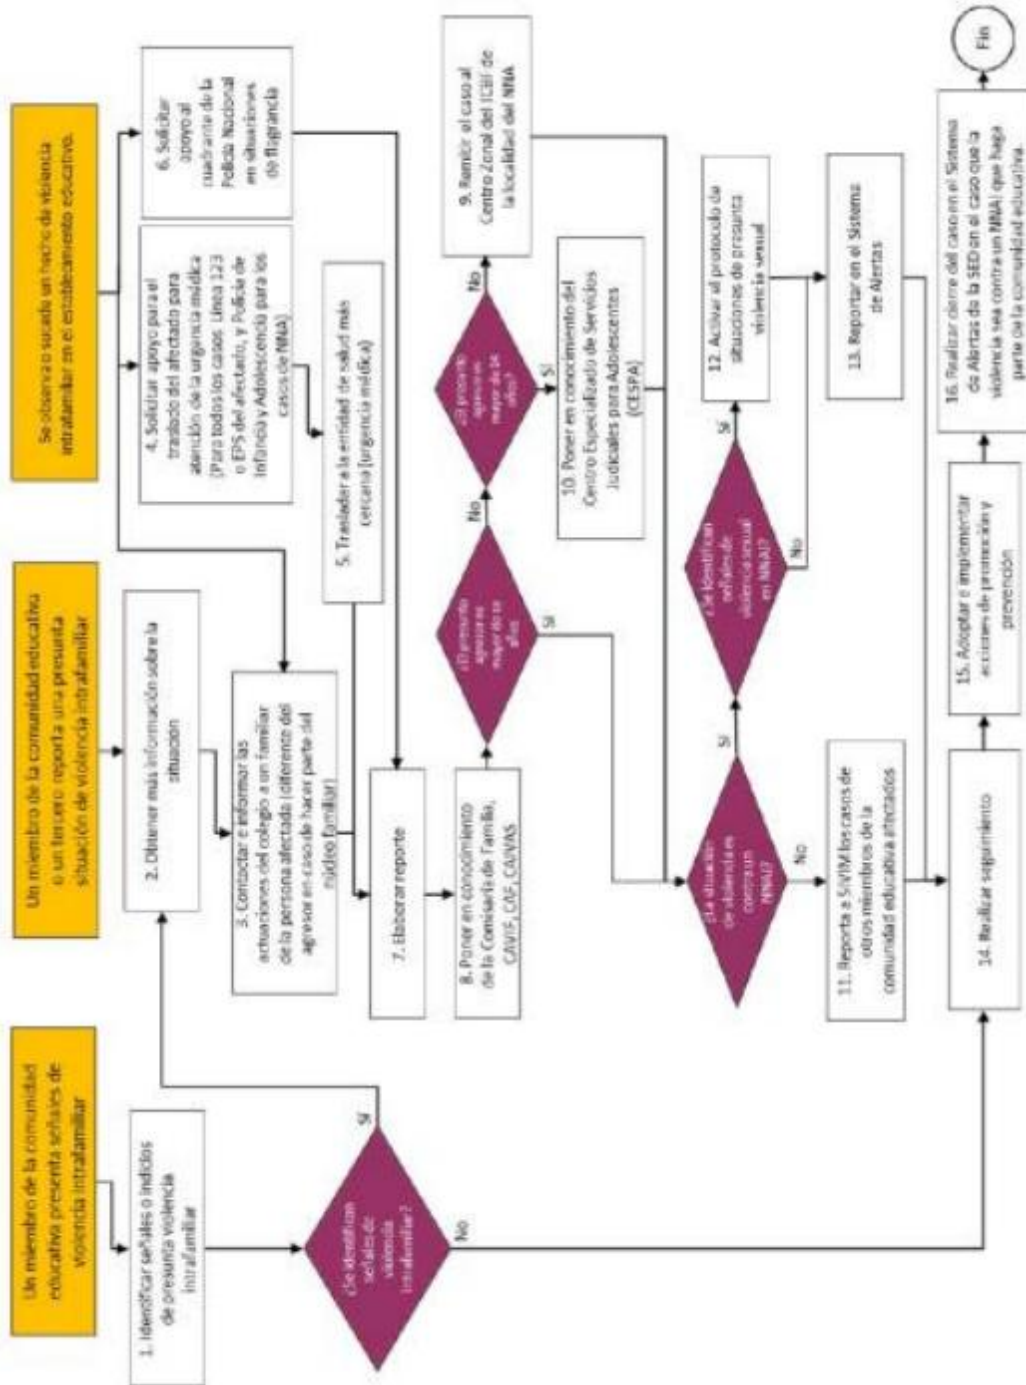 Un miembro de la comunidad
educativa presenta señales de
violencia intrafamiliar
Un miembro de la comunidad educativa
o un tercero reporta una presunta
situación de violencia intrafamiliar
Se observa o sucede un hecho de violencia
intrafamiliar en el establecimiento educativo.
1. Identificar señales o indicios
de presunta violencia
intrafamiliar
¿Se identifican
señales de
violencia
intrafamiliar?
Sí
No
2. Obtener más información sobre la
situación
3. Contactar e informar las
actuaciones del colegio a un familiar
de la persona afectada (diferente del
agresor en caso de hacer parte del
núcleo familiar)
4. Solicitar apoyo para el
traslado del afectado para
atención de la urgencia médica
(Para todos los casos Línea 123
o EPS del afectado, y Policía de
Infancia y Adolescencia para los
casos de NNA)
5. Trasladar a la entidad de salud más
cercana (urgencia médica)
6. Solicitar
apoyo al
cuadrante de la
Policía Nacional
en situaciones
de flagrancia
7. Elaborar reporte
8. Poner en conocimiento
de la Comisaría de Familia,
CAVIF, CAF, CAIVAS
¿El presunto
agresor es
mayor de
años
No
Sí
¿El presunto
agresor es
mayor de 14
años?
No
Sí
9. Remitir el caso al
Centro Zonal del ICBF de
la localidad del NNA
10. Poner en conocimiento del
Centro Especializado de Servicios
Judiciales para Adolescentes
(CESPA)
¿La situación
de violencia es
contra un
NNA?
Sí
No
¿Se identifican
señales de
violencia sexual
en NNA?
Sí
No
11. Reporta a SIVIM los casos de
otros miembros de la
comunidad educativa afectados
12. Activar el protocolo de
situaciones de presunta
violencia sexual
13. Reportar en el Sistema
de Alertas
14. Realizar seguimiento
15. Adoptar e implementar
acciones de promoción y
prevención
16. Realizar cierre del caso en el Sistema
de Alertas de la SED en el caso que la
violencia sea contra un NNA que haga
parte de la comunidad educativa.
Fin